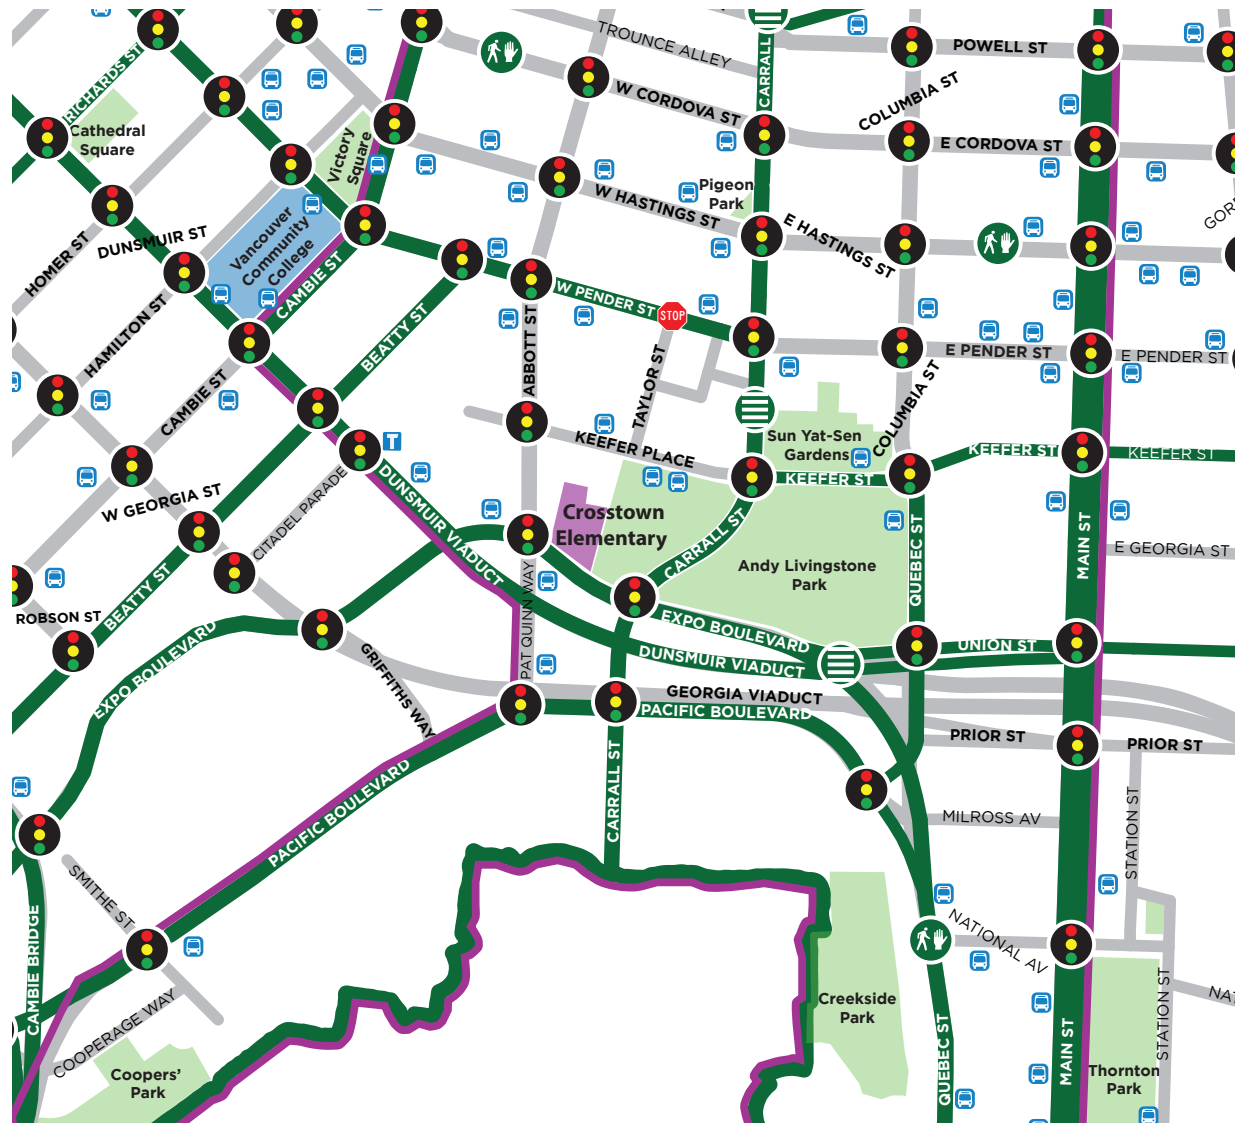 TROUNCE ALLEY
POWELL ST
RICHARDS ST
CARRALL
W CORDOVA ST
COLUMBIA ST
E CORDOVA ST
Cathedral
Square
Victory
Square
Pigeon
Park
W HASTINGS ST
E HASTINGS ST
HOMER ST
DUNSMUIR ST
Vancouver
Community
College
CAMBIE ST
W PENDER ST
STOP
HAMILTON ST
BEATTY ST
ABBOTT ST
TAYLOR ST
E PENDER ST
E PENDER ST
CAMBIE ST
COLUMBIA ST
KEEFER PLACE
Sun Yat-Sen
Gardens
KEEFER ST
KEEFER ST
KEEFER ST
T
W GEORGIA ST
CITADEL PARADE
DUNSMUIR VIADUCT
Crosstown
Elementary
CARRALL ST
Andy Livingstone
Park
QUEBEC ST
MAIN ST
E GEORGIA ST
BEATTY ST
ROBSON ST
PAT QUINN WAY
EXPO BOULEVARD
EXPO BOULEVARD
DUNSMUIR VIADUCT
UNION ST
GRIFFITHS WAY
GEORGIA VIADUCT
PACIFIC BOULEVARD
PRIOR ST
PRIOR ST
PACIFIC BOULEVARD
CARRALL ST
MILROSS AV
STATION ST
SMITHE ST
CAMBIE BRIDGE
NATIONAL AV
COOPERAGE WAY
Creekside
Park
STATION ST
Coopers'
Park
QUEBEC ST
MAIN ST
Thornton
Park